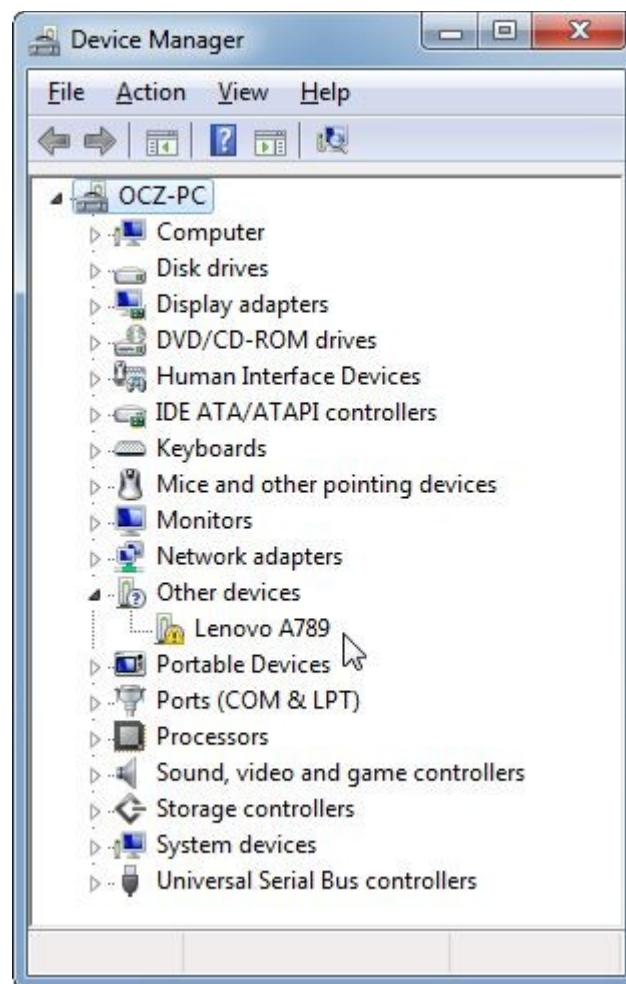 Device Manager
File Action View Help
OCZ-PC
Computer
Disk drives
Display adapters
DVD/CD-ROM drives
Human Interface Devices
IDE ATA/ATAPI controllers
Keyboards
Mice and other pointing devices
Monitors
Network adapters
Other devices
Lenovo A789
Portable Devices
Ports (COM & LPT)
Processors
Sound, video and game controllers
Storage controllers
System devices
Universal Serial Bus controllers